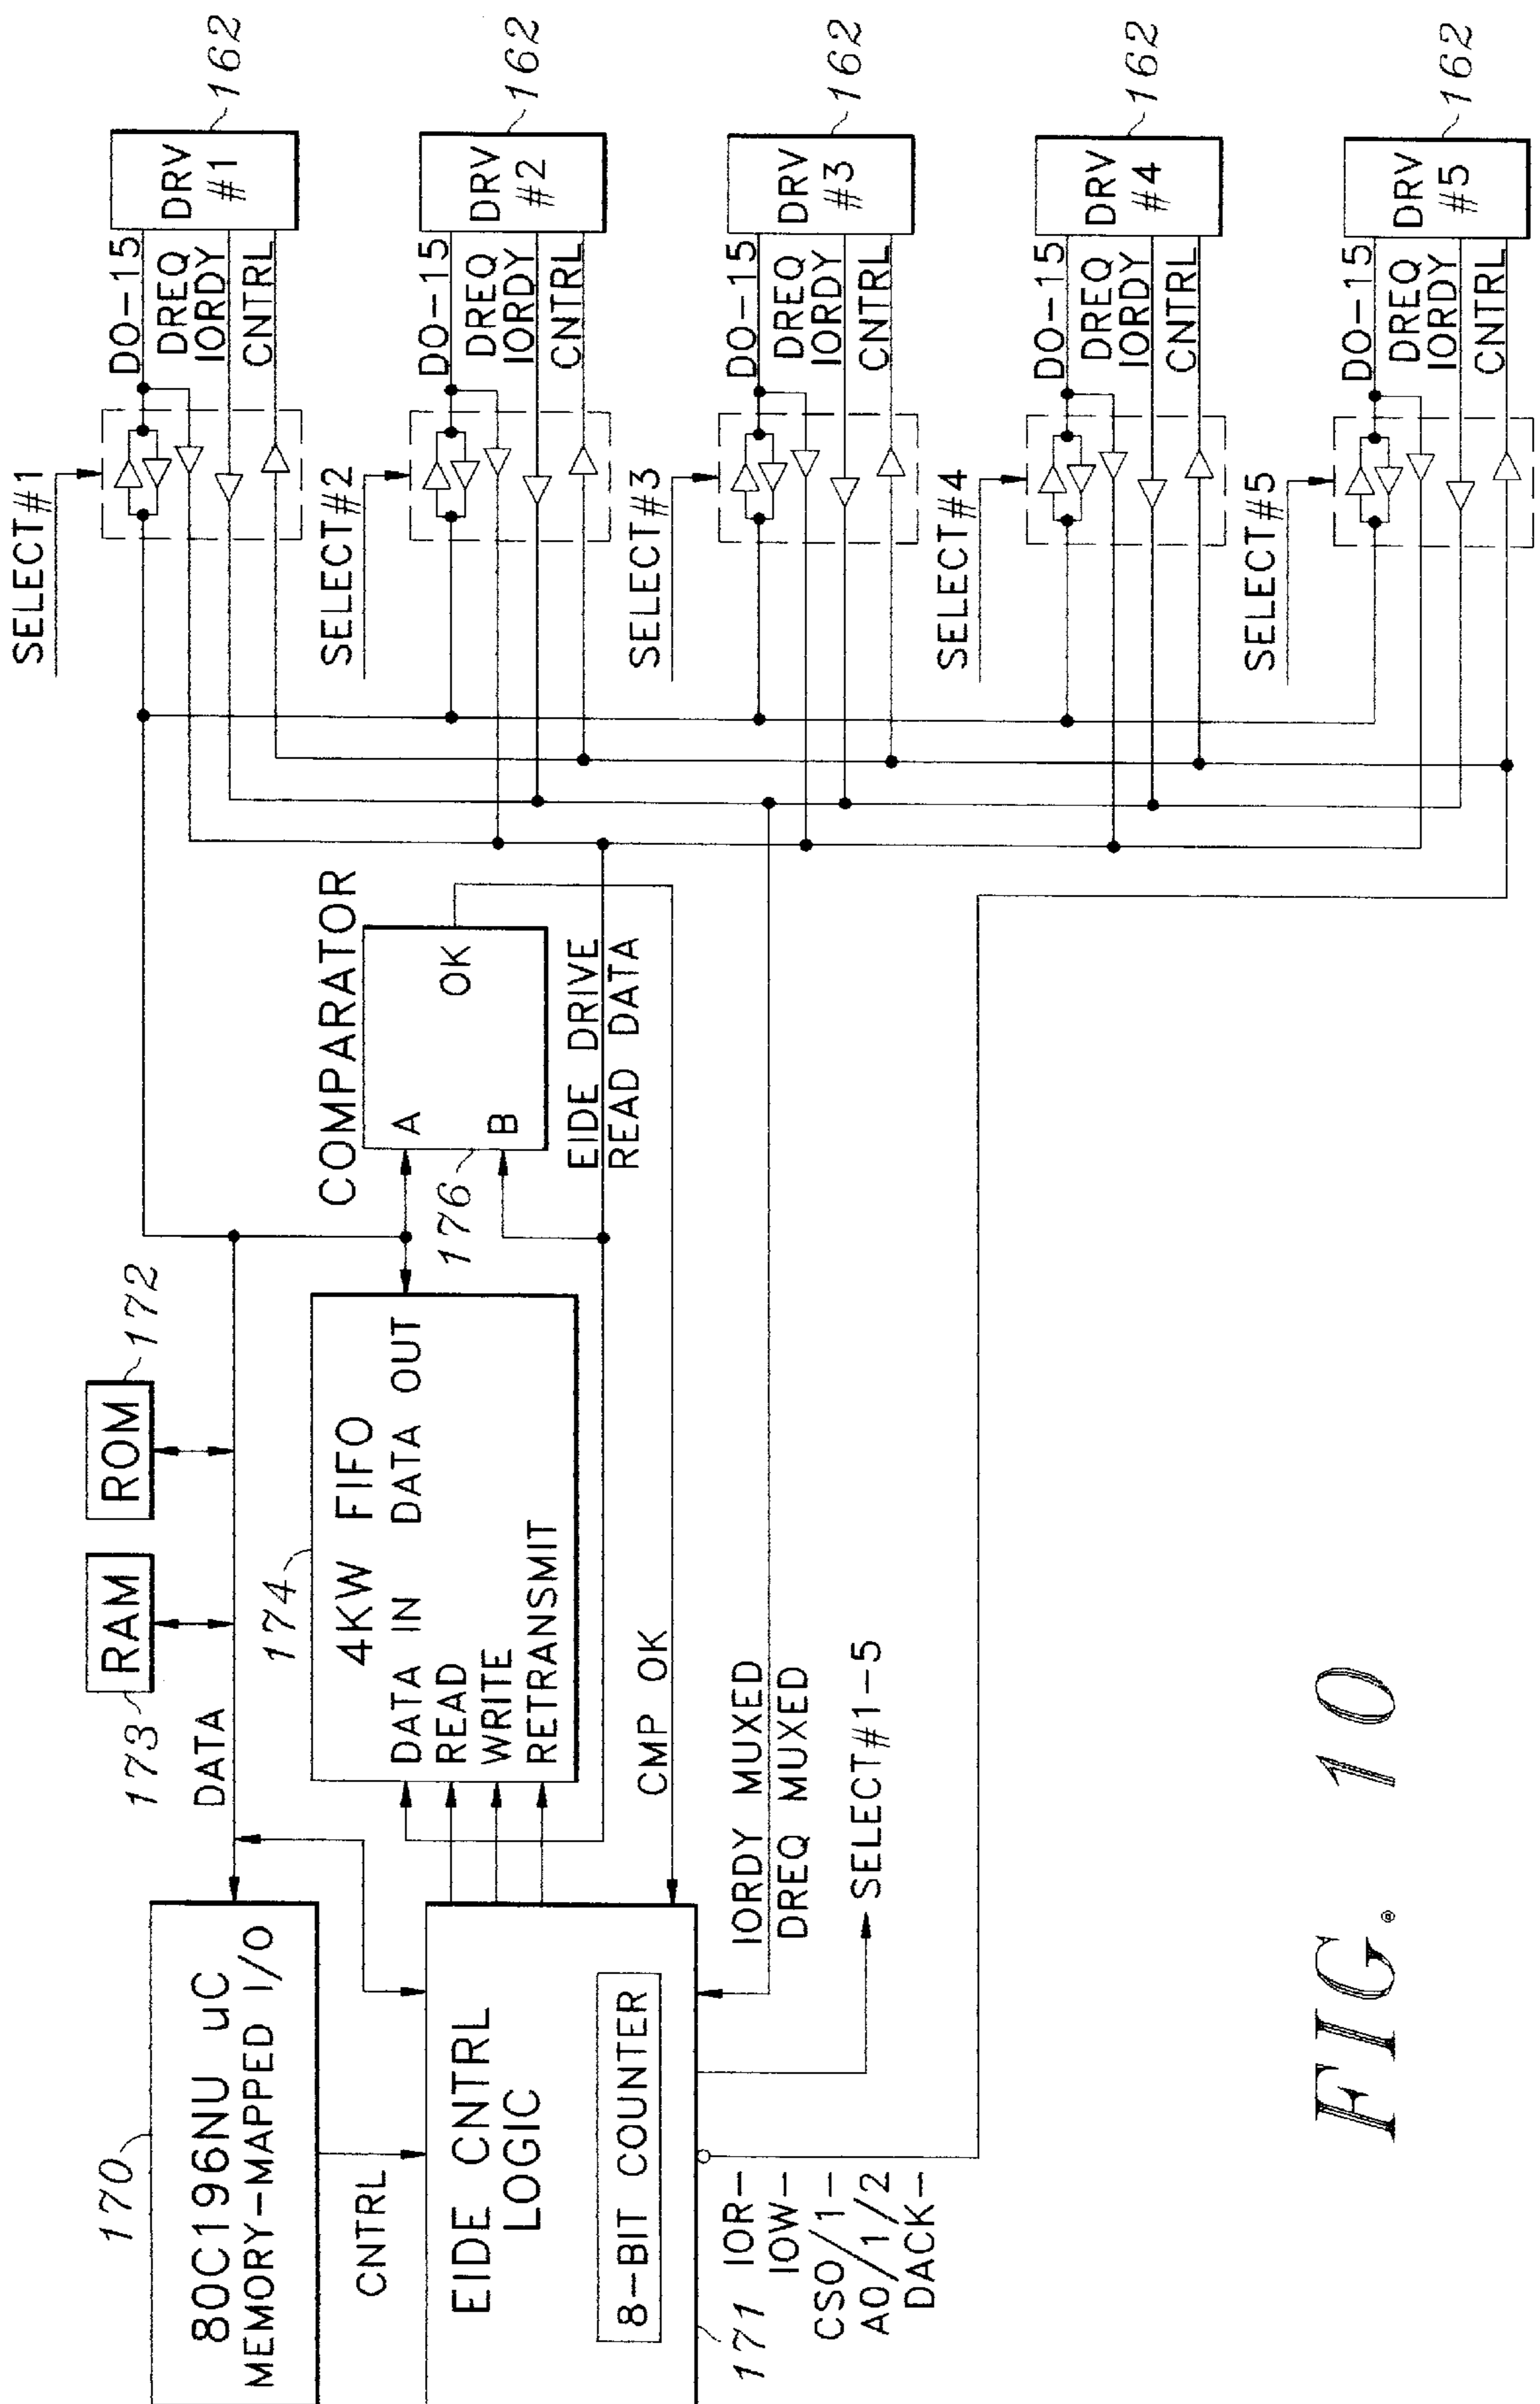 170
80C196NU uC
MEMORY-MAPPED I/O
CNTRL
EIDE CNTRL
LOGIC
8-BIT COUNTER
171
IOR-
IOW-
CS0/1-
A0/1/2
DACK-
173
RAM
ROM
172
DATA
174
4KW FIFO
DATA IN
DATA OUT
READ
WRITE
RETRANSMIT
CMP OK
IORDY MUXED
DREQ MUXED
SELECT#1-5
COMPARATOR
A
B
OK
176
EIDE DRIVE
READ DATA
SELECT#1
DO-15
DREQ
IORDY
CNTRL
DRV
#1
162
SELECT#2
DO-15
DREQ
IORDY
CNTRL
DRV
#2
162
SELECT#3
DO-15
DREQ
IORDY
CNTRL
DRV
#3
162
SELECT#4
DO-15
DREQ
IORDY
CNTRL
DRV
#4
162
SELECT#5
DO-15
DREQ
IORDY
CNTRL
DRV
#5
162
FIG. 10